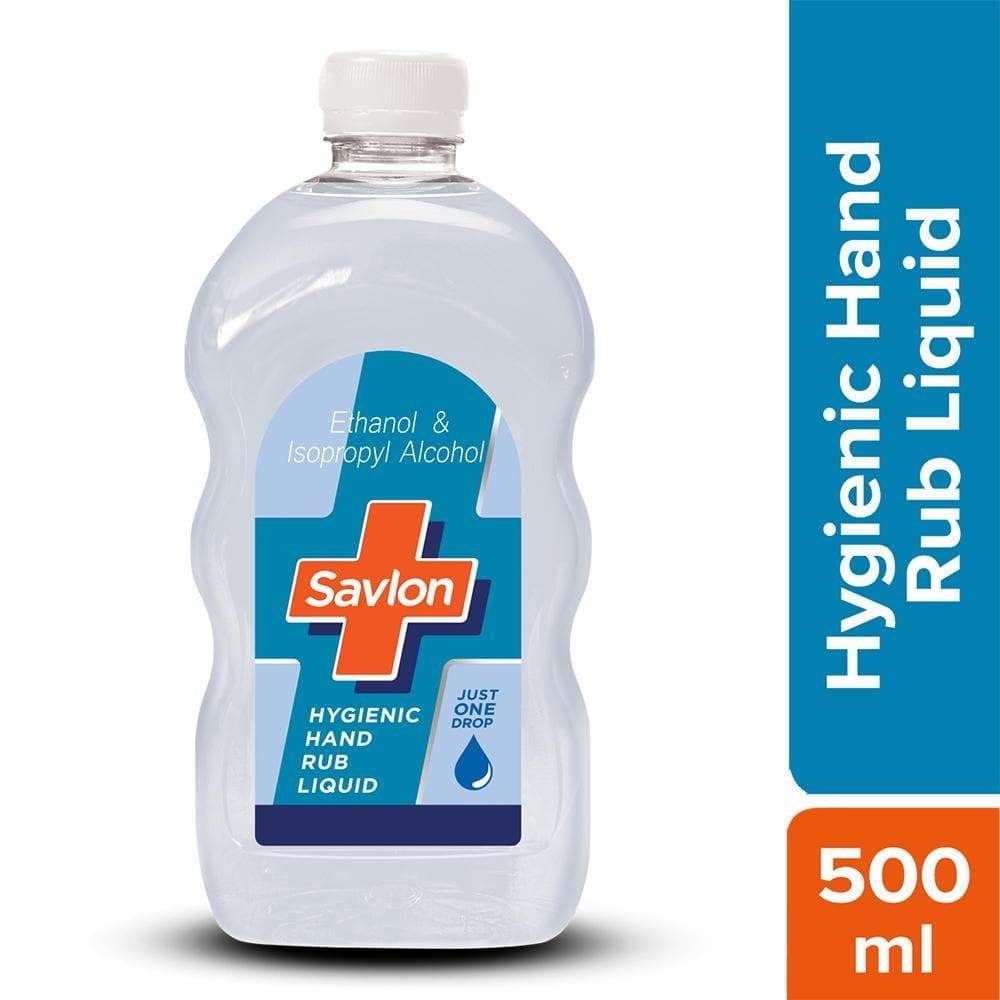 Ethanol &
Isopropyl Alcohol
Savlon
HYGIENIC
HAND
RUB
LIQUID
JUST
ONE
DROP
Hygienic Hand
Rub Liquid
500
ml